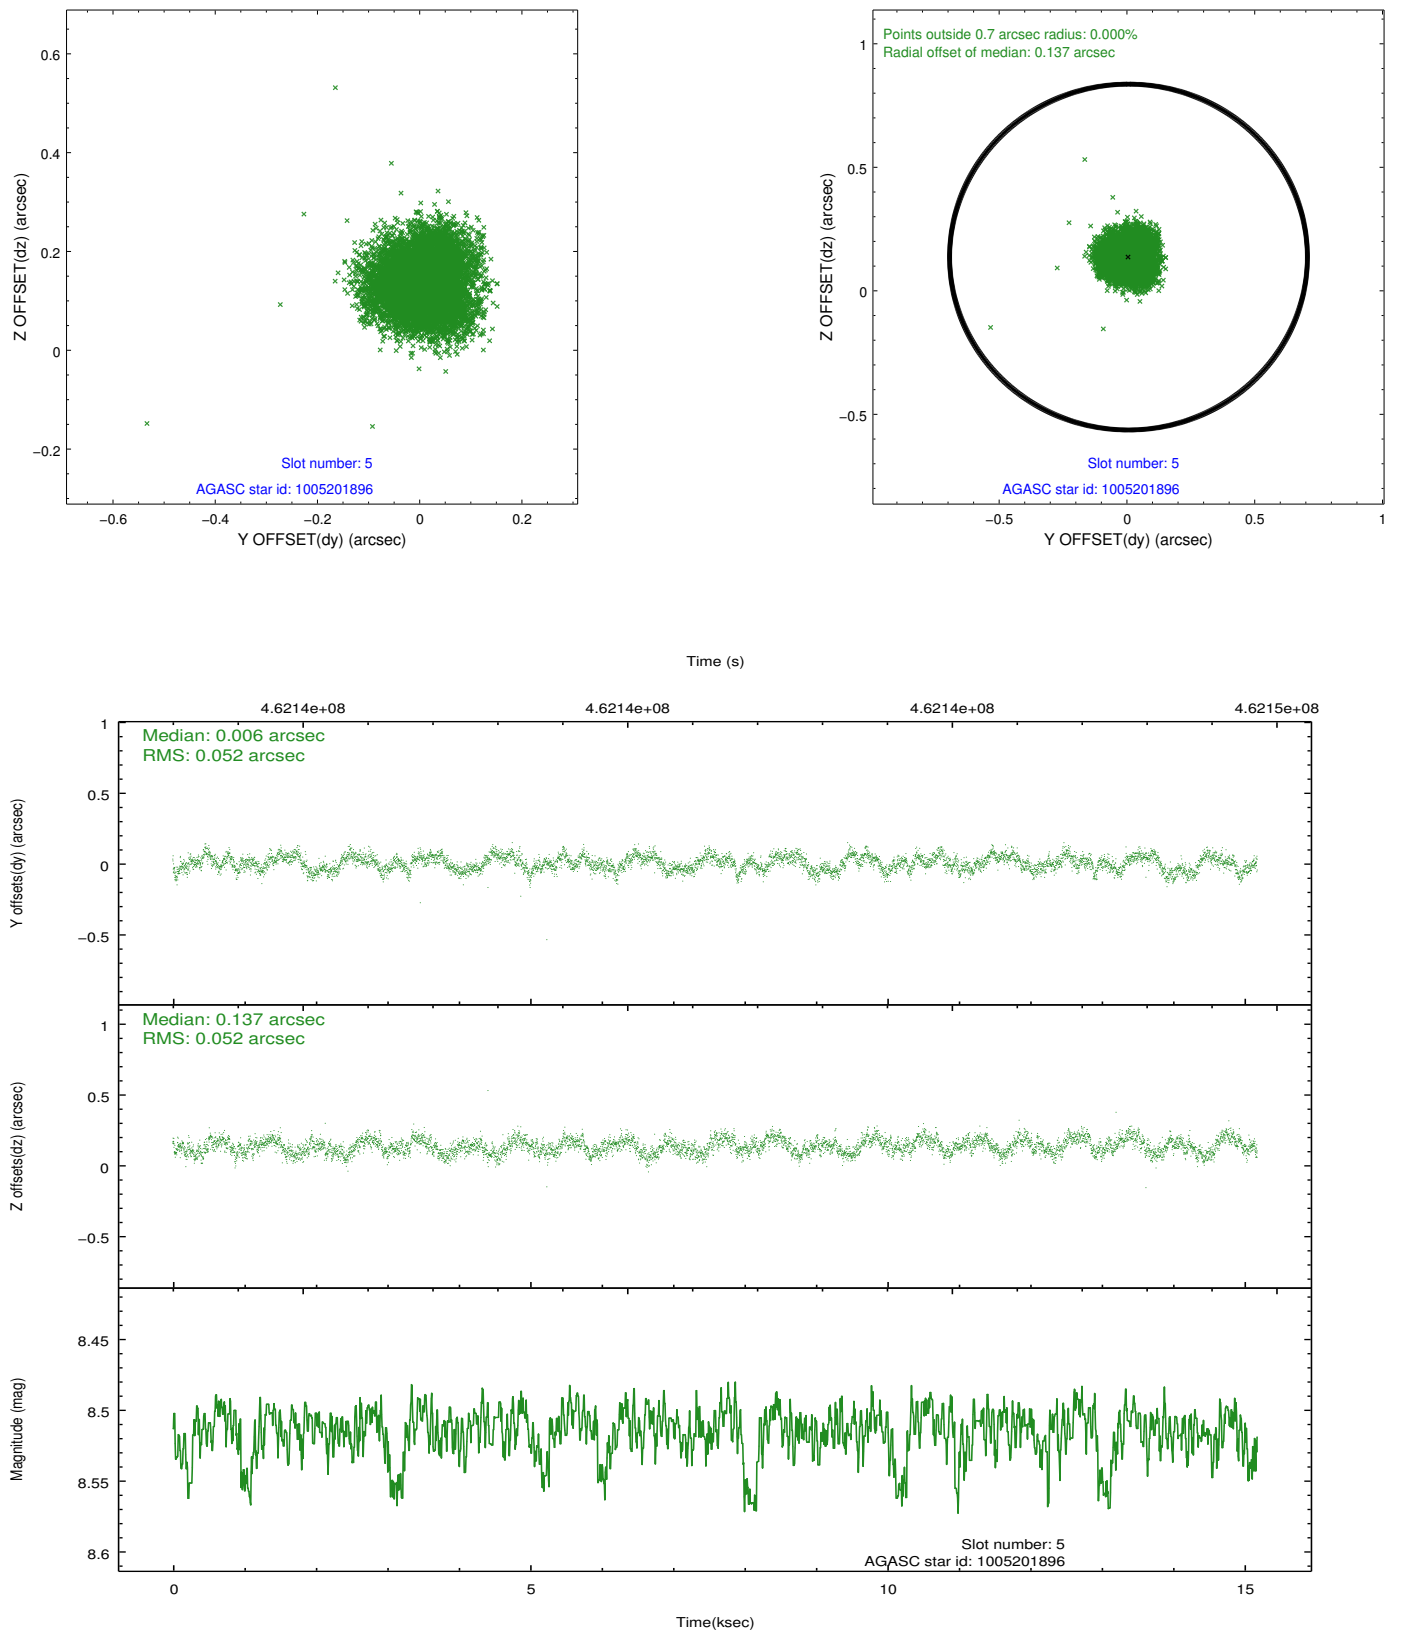 0.6
0.4
0.2
0
−0.2
Z OFFSET(dz) (arcsec)
Slot number: 5
AGASC star id: 1005201896
−0.6 −0.4 −0.2 0 0.2
Y OFFSET(dy) (arcsec)
Points outside 0.7 arcsec radius: 0.000%
Radial offset of median: 0.137 arcsec
1
0.5
0
−0.5
Z OFFSET(dz) (arcsec)
Slot number: 5
AGASC star id: 1005201896
−0.5 0 0.5 1
Y OFFSET(dy) (arcsec)
Time (s)
4.6214e+08 4.6214e+08 4.6214e+08 4.6215e+08
Median: 0.006 arcsec
RMS: 0.052 arcsec
1
0.5
0
−0.5
Y offsets(dy) (arcsec)
Median: 0.137 arcsec
RMS: 0.052 arcsec
1
0.5
0
−0.5
Z offsets(dz) (arcsec)
8.45
8.5
8.55
8.6
Magnitude (mag)
Slot number: 5
AGASC star id: 1005201896
0 5 10 15
Time(ksec)